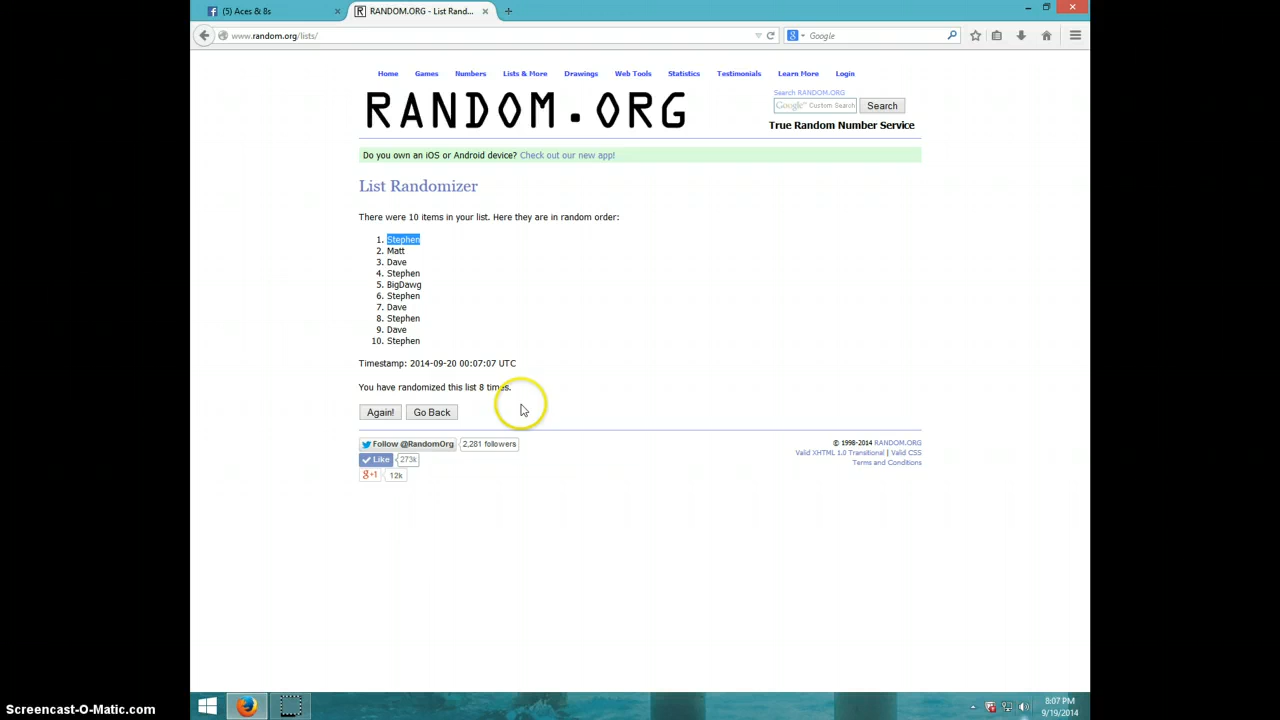 (5) Aces & 8s
RANDOM.ORG - List Rand...
www.random.org/lists/
Google
Home Games Numbers Lists & More Drawings Web Tools Statistics Testimonials Learn More Login
RANDOM.ORG
Search RANDOM.ORG
Google™ Custom Search
Search
True Random Number Service
Do you own an iOS or Android device? Check out our new app!
List Randomizer
There were 10 items in your list. Here they are in random order:
1. Stephen
2. Matt
3. Dave
4. Stephen
5. BigDawg
6. Stephen
7. Dave
8. Stephen
9. Dave
10. Stephen
Timestamp: 2014-09-20 00:07:07 UTC
You have randomized this list 8 times.
Again! Go Back
Follow @RandomOrg 2,281 followers
Like 273k
g+1 12k
© 1998-2014 RANDOM.ORG
Valid XHTML 1.0 Transitional | Valid CSS
Terms and Conditions
8:07 PM
9/19/2014
Screencast-O-Matic.com